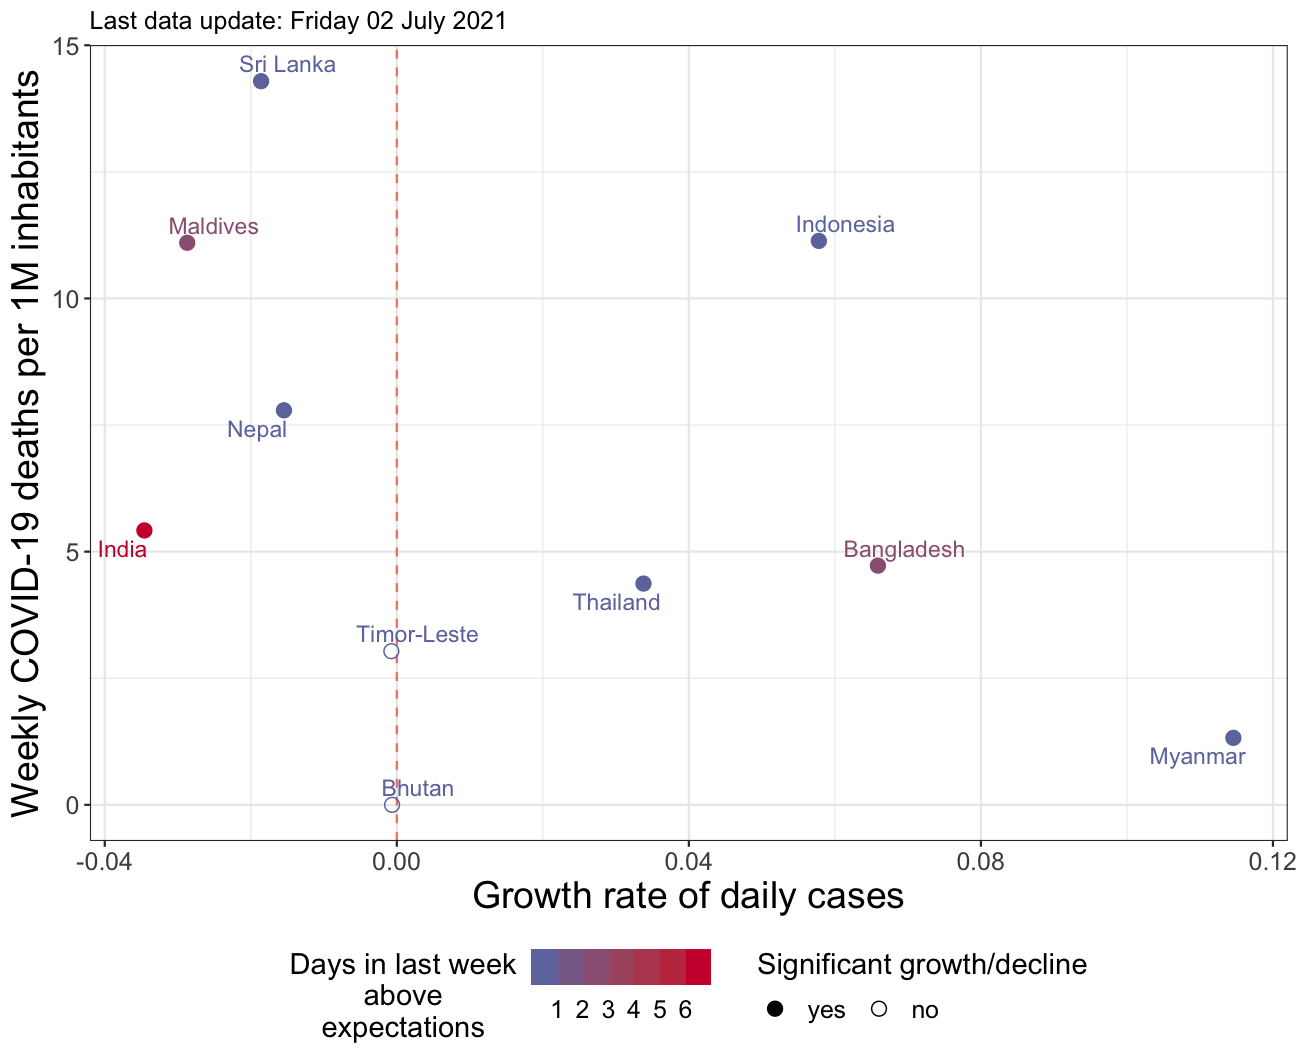 Last data update: Friday 02 July 2021
Weekly COVID-19 deaths per 1M inhabitants
15
10
5
0
Sri Lanka
Maldives
Indonesia
Nepal
India
Bangladesh
Thailand
Timor-Leste
Myanmar
Bhutan
-0.04 0.00 0.04 0.08 0.12
Growth rate of daily cases
Days in last week
above
expectations
1 2 3 4 5 6
Significant growth/decline
yes no